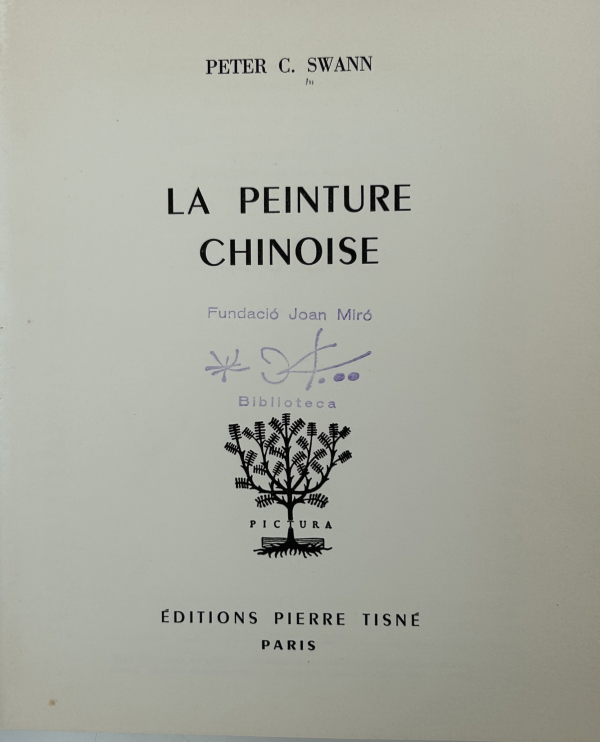 PETER C. SWANN
LA PEINTURE
CHINOISE
Fundació Joan Miró
Biblioteca
PICTURA
ÉDITIONS PIERRE TISNÉ
PARIS